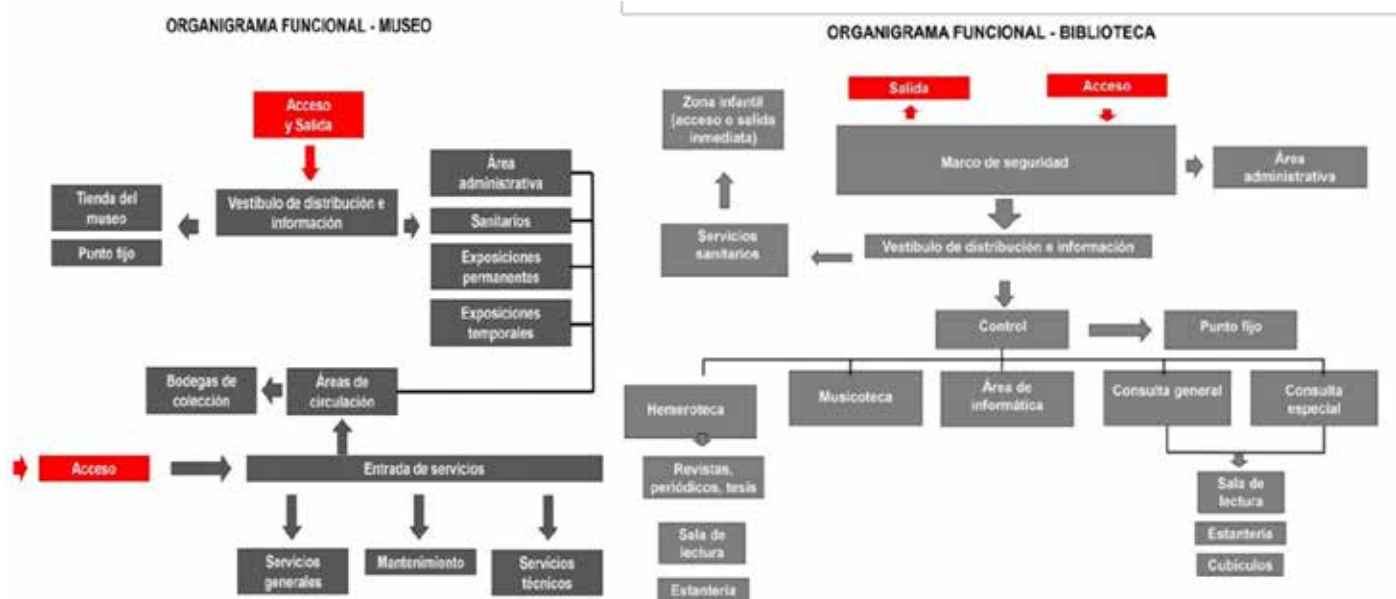 ORGANIGRAMA FUNCIONAL - MUSEO
Acceso
y Salida
Tienda del
museo
Punto fijo
Vestíbulo de distribución e
información
Área
administrativa
Sanitarios
Exposiciones
permanentes
Exposiciones
temporales
Bodegas de
colección
Áreas de
circulación
Acceso
Entrada de servicios
Servicios
generales
Mantenimiento
Servicios
técnicos
ORGANIGRAMA FUNCIONAL - BIBLIOTECA
Salida
Acceso
Zona infantil
(acceso o salida
inmediata)
Marco de seguridad
Área
administrativa
Servicios
sanitarios
Vestíbulo de distribución e información
Control
Punto fijo
Hemeroteca
Musicoteca
Área de
informática
Consulta general
Consulta
especial
Revistas,
periódicos, tesis
Sala de
lectura
Estantería
Sala de
lectura
Estantería
Cubículos